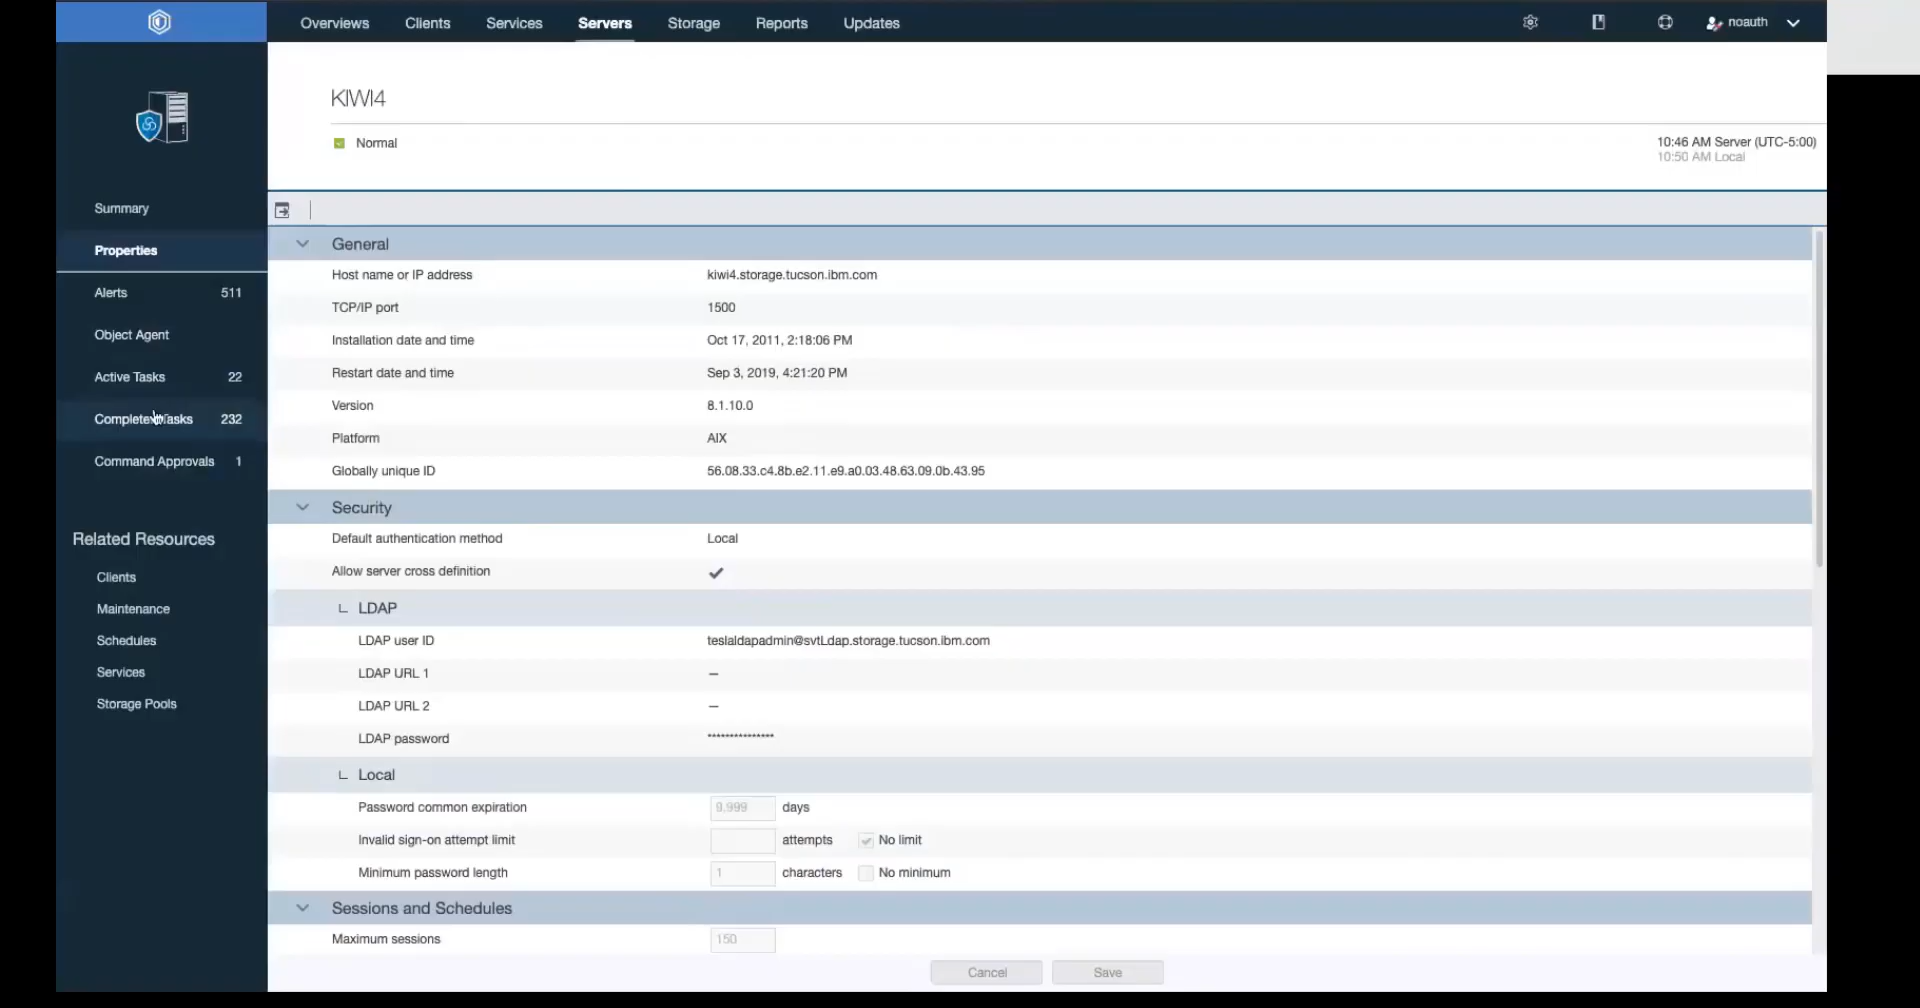 Overviews Clients Services Servers Storage Reports Updates noauth
KIWI4
Normal
10:46 AM Server (UTC-5:00)
10:50 AM Local
Summary
Properties
Alerts 511
Object Agent
Active Tasks 22
Completed Tasks 232
Command Approvals 1
Related Resources
Clients
Maintenance
Schedules
Services
Storage Pools
General
Host name or IP address kiwi4.storage.tucson.ibm.com
TCP/IP port 1500
Installation date and time Oct 17, 2011, 2:18:06 PM
Restart date and time Sep 3, 2019, 4:21:20 PM
Version 8.1.10.0
Platform AIX
Globally unique ID 56.08.33.c4.8b.e2.11.e9.a0.03.48.63.09.0b.43.95
Security
Default authentication method Local
Allow server cross definition
LDAP
LDAP user ID teslaldapadmin@svtLdap.storage.tucson.ibm.com
LDAP URL 1 –
LDAP URL 2 –
LDAP password ***************
Local
Password common expiration 9,999 days
Invalid sign-on attempt limit attempts No limit
Minimum password length 1 characters No minimum
Sessions and Schedules
Maximum sessions 150
Cancel Save